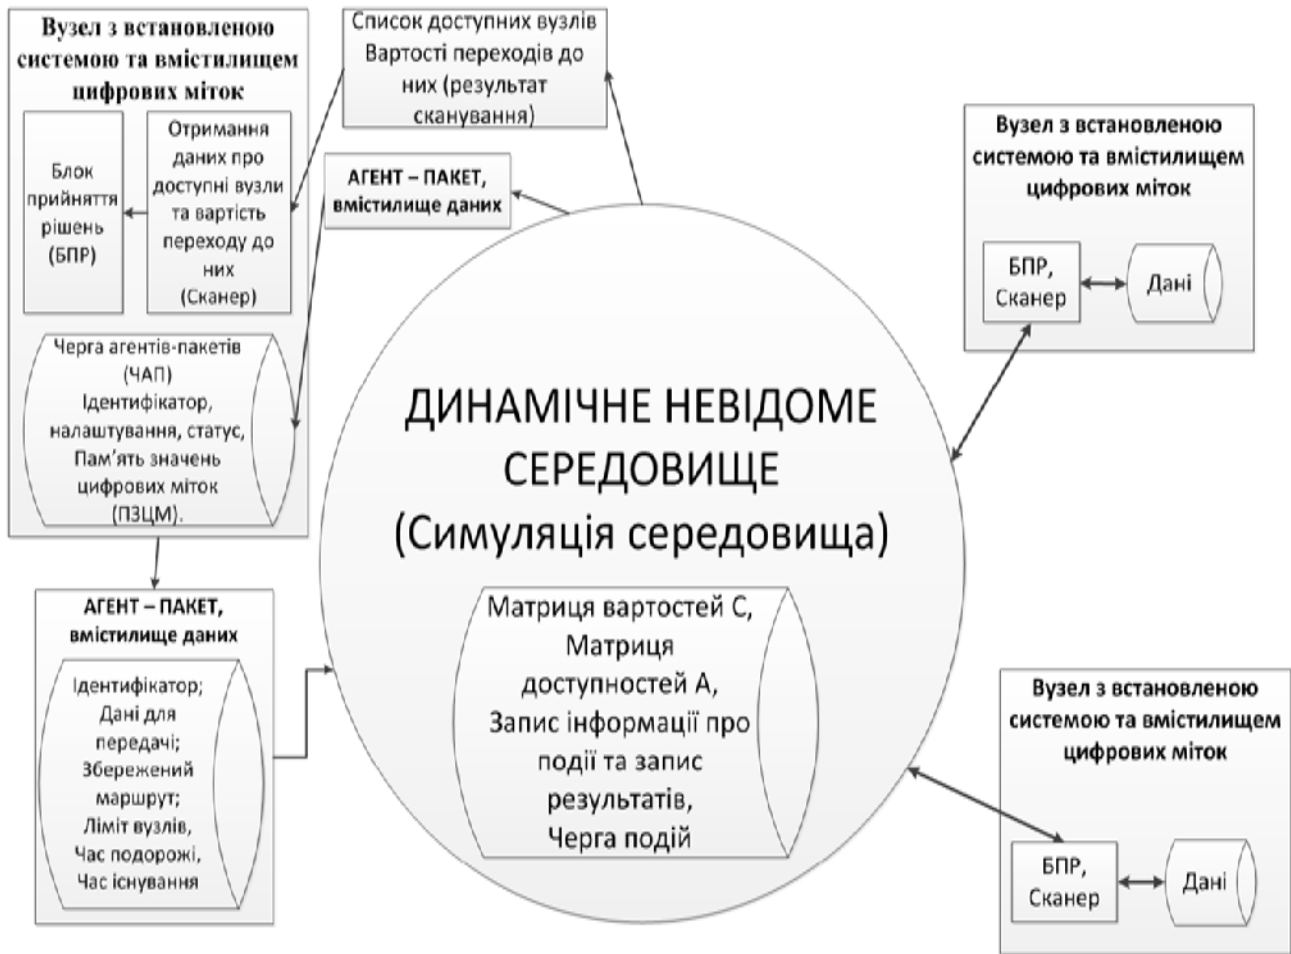 Вузел з встановленою
системою та вмістилищем
цифрових міток
Блок
прийняття
рішень
(БПР)
Отримання
даних про
доступні вузли
та вартість
переходу до
них
(Сканер)
Черга агентів-пакетів
(ЧАП)
Ідентифікатор,
налаштування, статус,
Пам'ять значень
цифрових міток
(ПЗЦМ).
Список доступних вузлів
Вартості переходів до
них (результат
сканування)
АГЕНТ – ПАКЕТ,
вмістилище даних
АГЕНТ – ПАКЕТ,
вмістилище даних
Ідентифікатор;
Дані для
передачі;
Збережений
маршрут;
Ліміт вузлів,
Час подорожі,
Час існування
ДИНАМІЧНЕ НЕВІДОМЕ
СЕРЕДОВИЩЕ
(Симуляція середовища)
Матриця вартостей С,
Матриця
доступностей А,
Запис інформації про
події та запис
результатів,
Черга подій
Вузел з встановленою
системою та вмістилищем
цифрових міток
БПР,
Сканер
Дані
Вузел з встановленою
системою та вмістилищем
цифрових міток
БПР,
Сканер
Дані